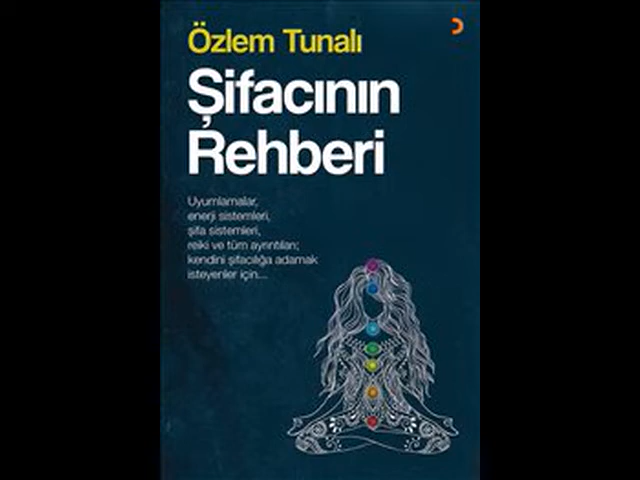 Özlem Tunalı
Şifacının
Rehberi
Uyumlamalar,
enerji sistemleri,
şifa sistemleri,
reiki ve tüm ayrıntıları;
kendini şifacılığa adamak
isteyenler için...